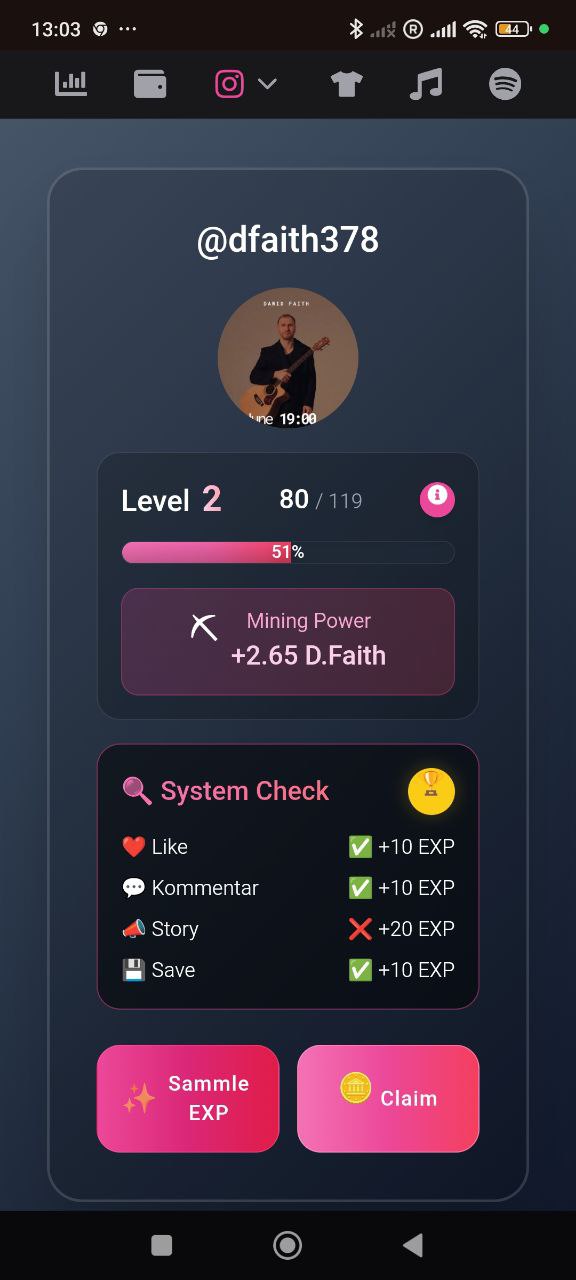 13:03
44
@dfaith378
DAWID FAITH
June 19:00
Level 2 80 / 119
51%
Mining Power
+2.65 D.Faith
System Check
Like +10 EXP
Kommentar +10 EXP
Story +20 EXP
Save +10 EXP
Sammle
EXP
Claim